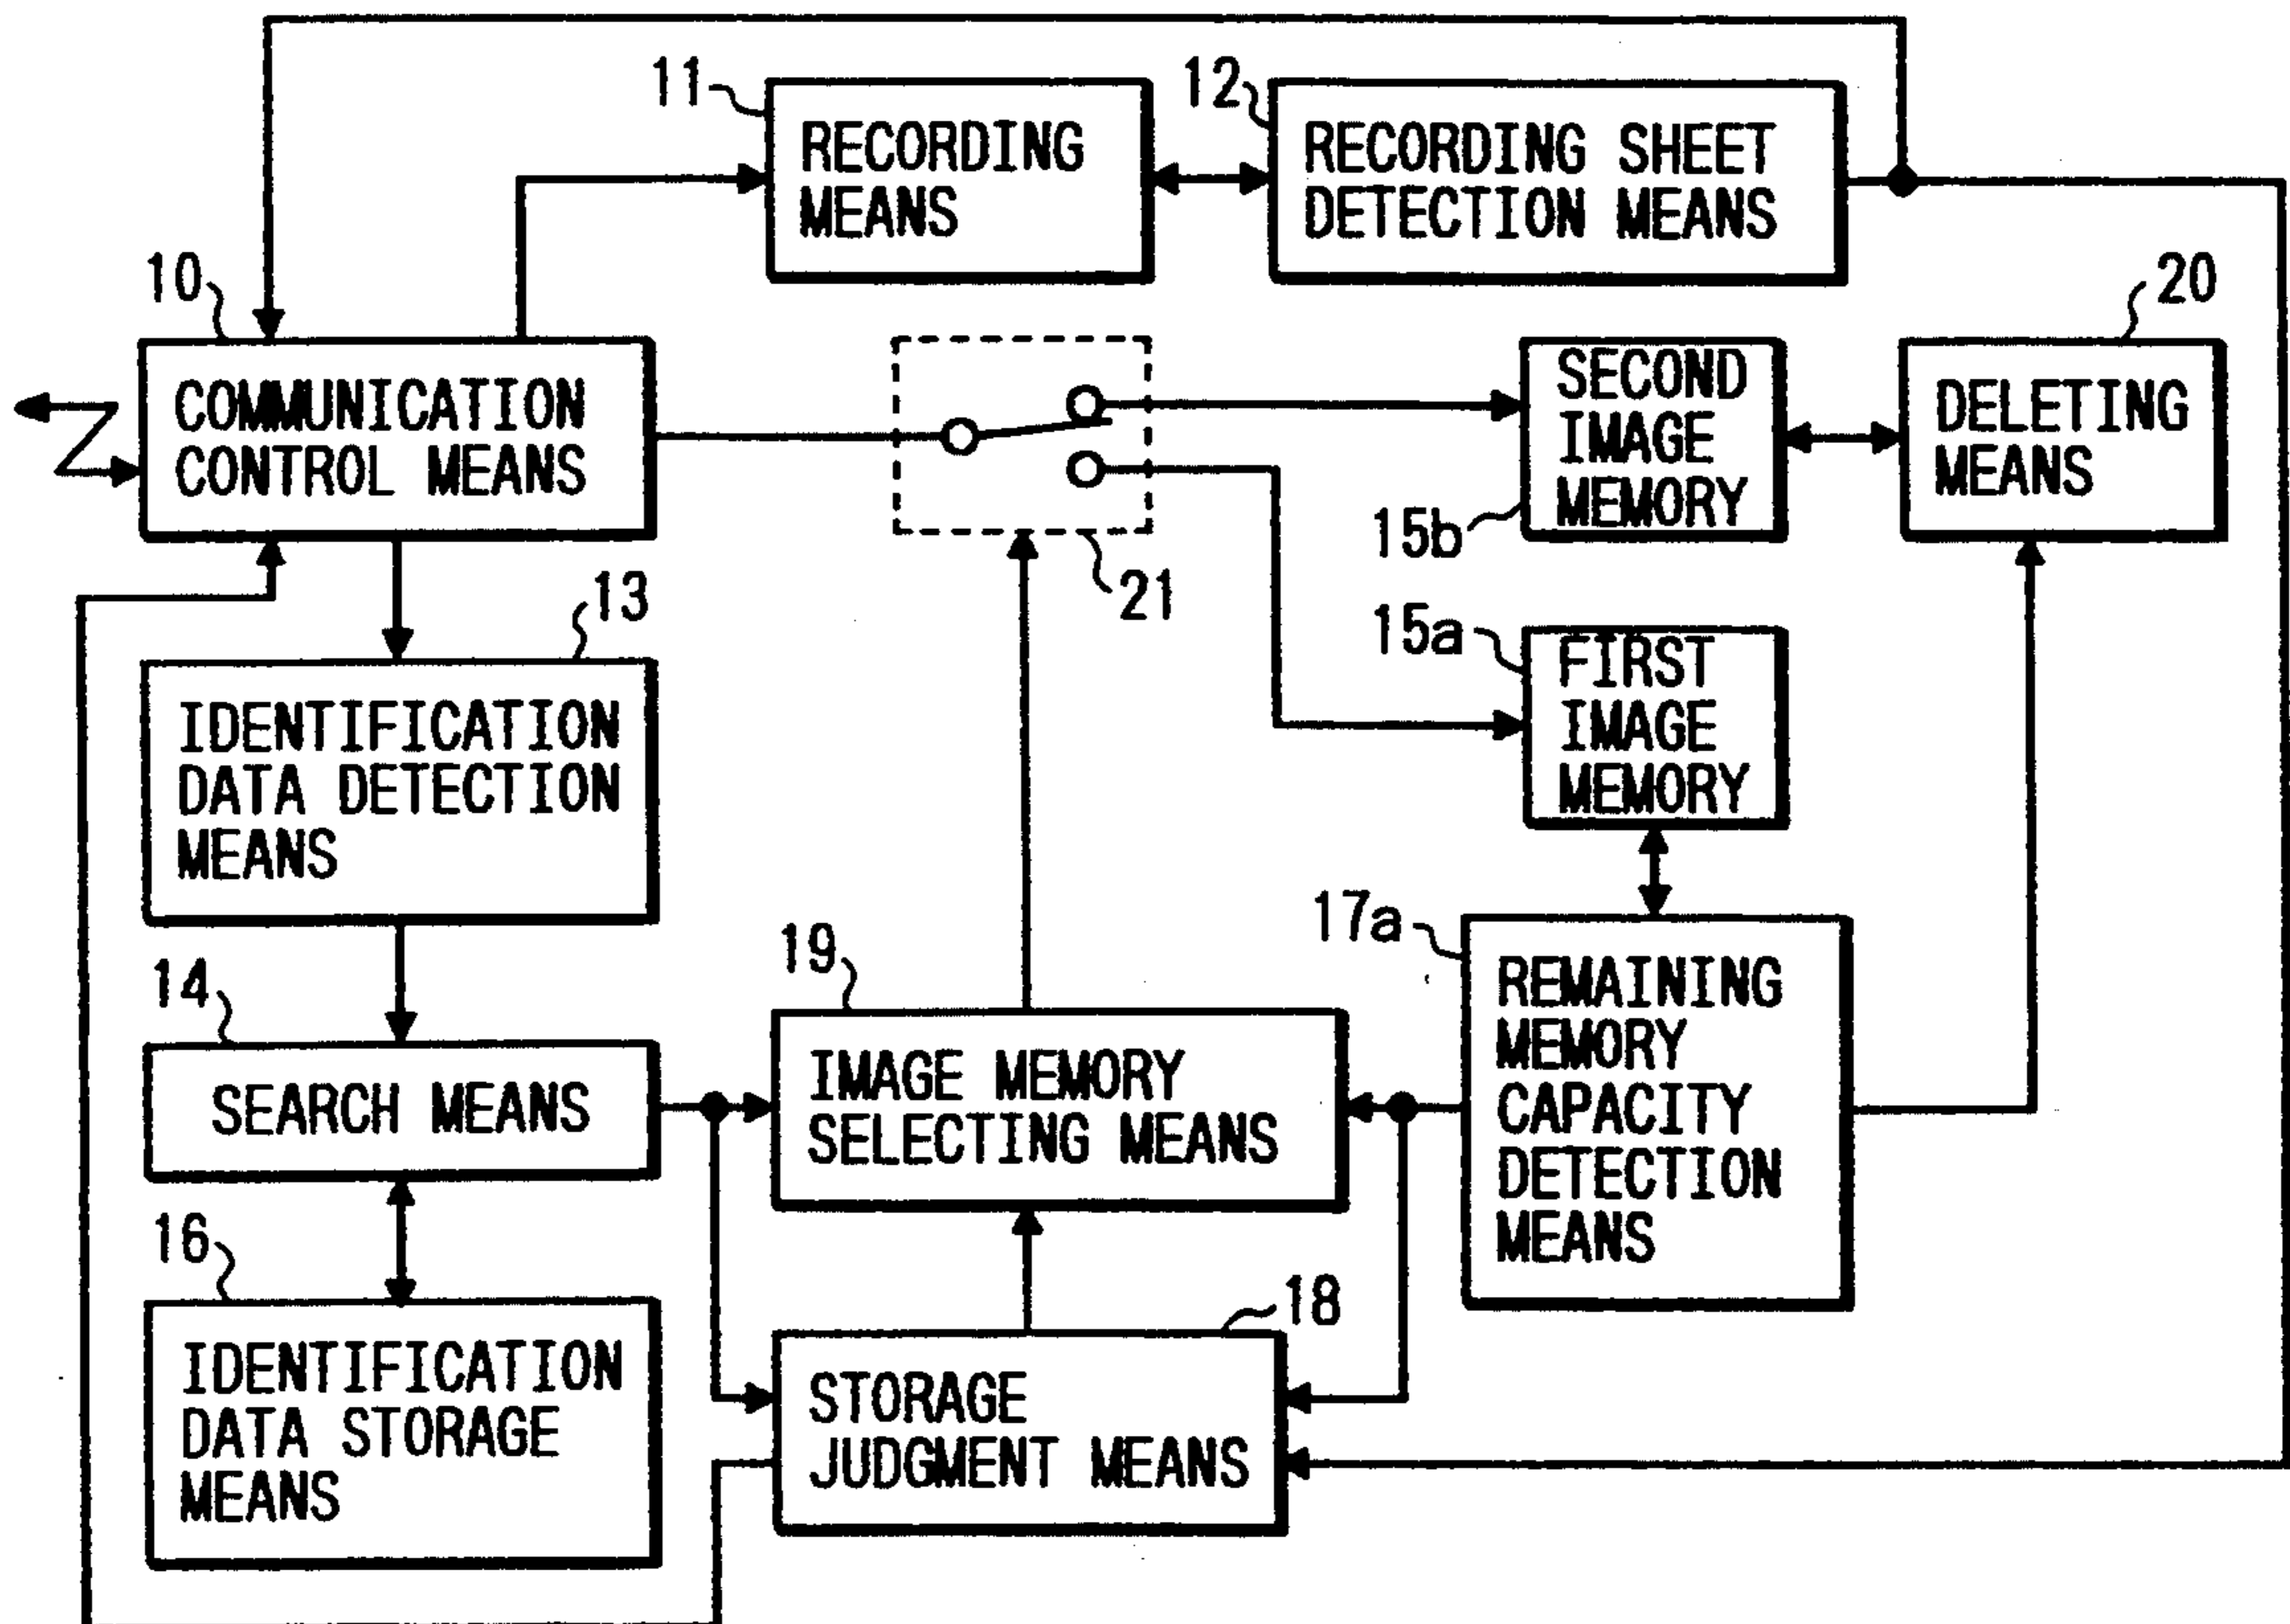 11
RECORDING
MEANS
12
RECORDING SHEET
DETECTION MEANS
10
COMMUNICATION
CONTROL MEANS
21
15b
SECOND
IMAGE
MEMORY
20
DELETING
MEANS
13
IDENTIFICATION
DATA DETECTION
MEANS
15a
FIRST
IMAGE
MEMORY
14
SEARCH MEANS
19
IMAGE MEMORY
SELECTING MEANS
17a
REMAINING
MEMORY
CAPACITY
DETECTION
MEANS
16
IDENTIFICATION
DATA STORAGE
MEANS
18
STORAGE
JUDGMENT MEANS